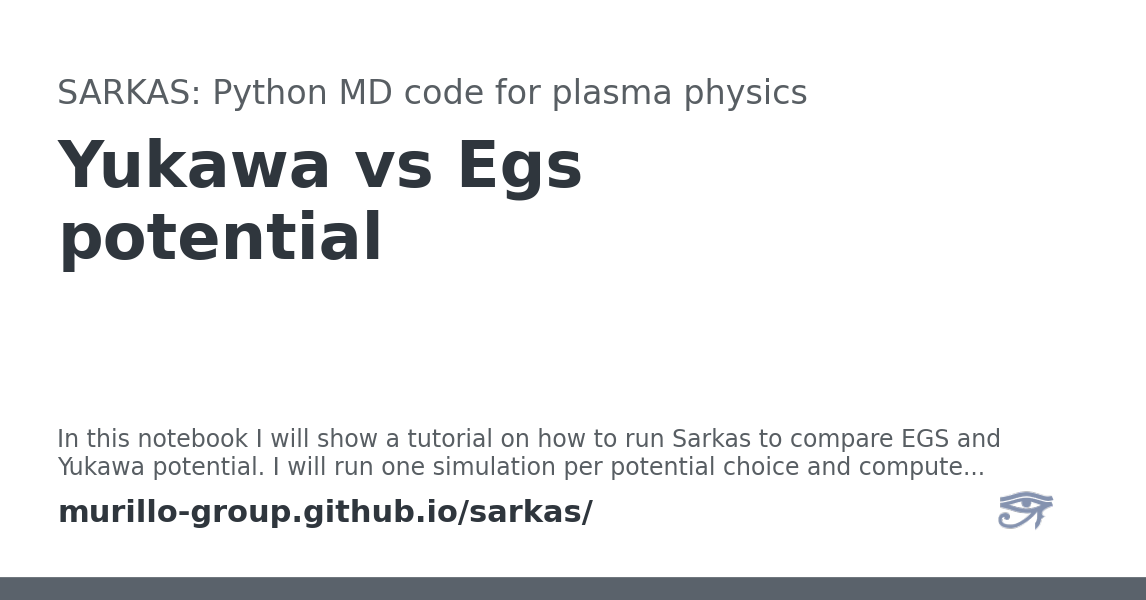 SARKAS: Python MD code for plasma physics
Yukawa vs Egs
potential
In this notebook I will show a tutorial on how to run Sarkas to compare EGS and
Yukawa potential. I will run one simulation per potential choice and compute...
murillo-group.github.io/sarkas/